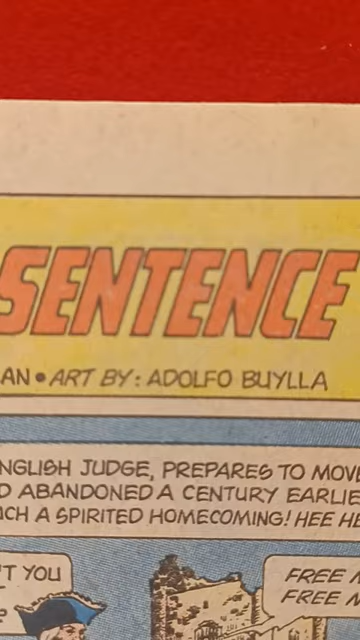 SENTENCE
AN • ART BY: ADOLFO BUYLLA
NGLISH JUDGE, PREPARES TO MOVE
D ABANDONED A CENTURY EARLIE
CH A SPIRITED HOMECOMING! HEE HE
'T YOU
FREE
FREE